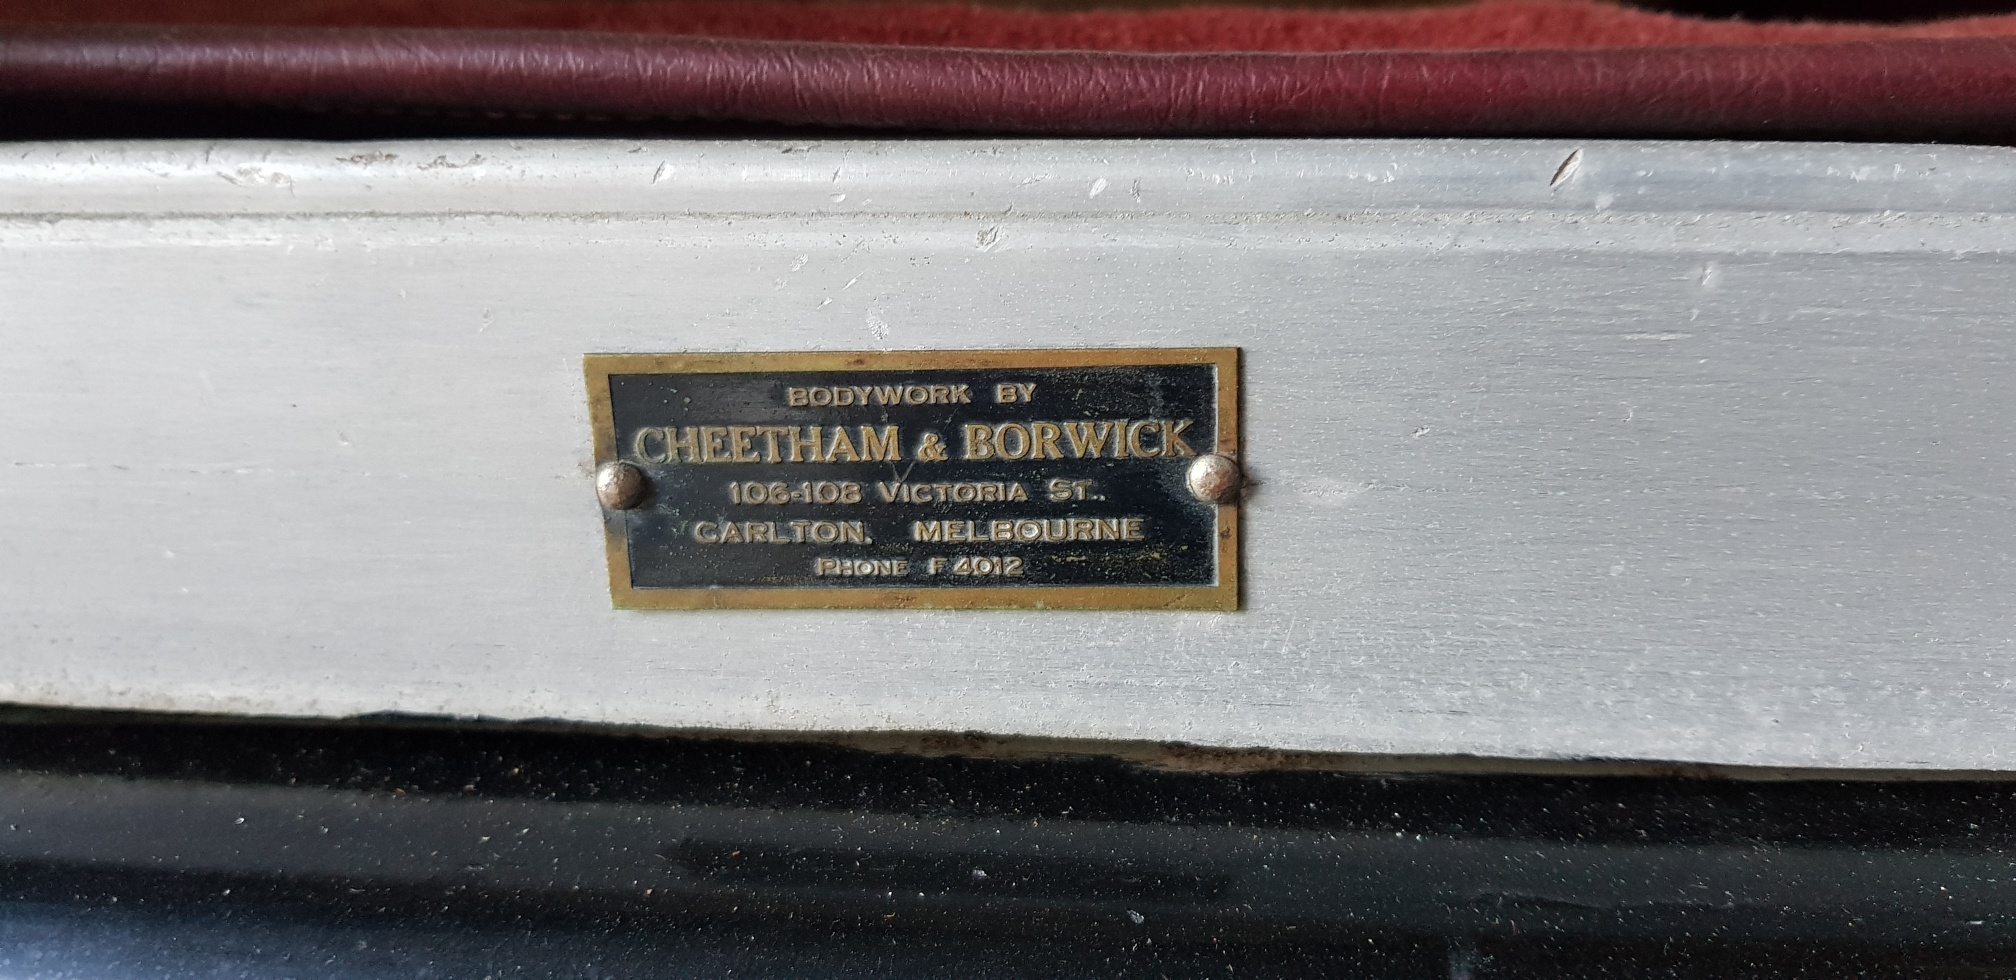 BODYWORK BY
CHEETHAM & BORWICK
106-108 VICTORIA ST.,
CARLTON. MELBOURNE
PHONE F 4012